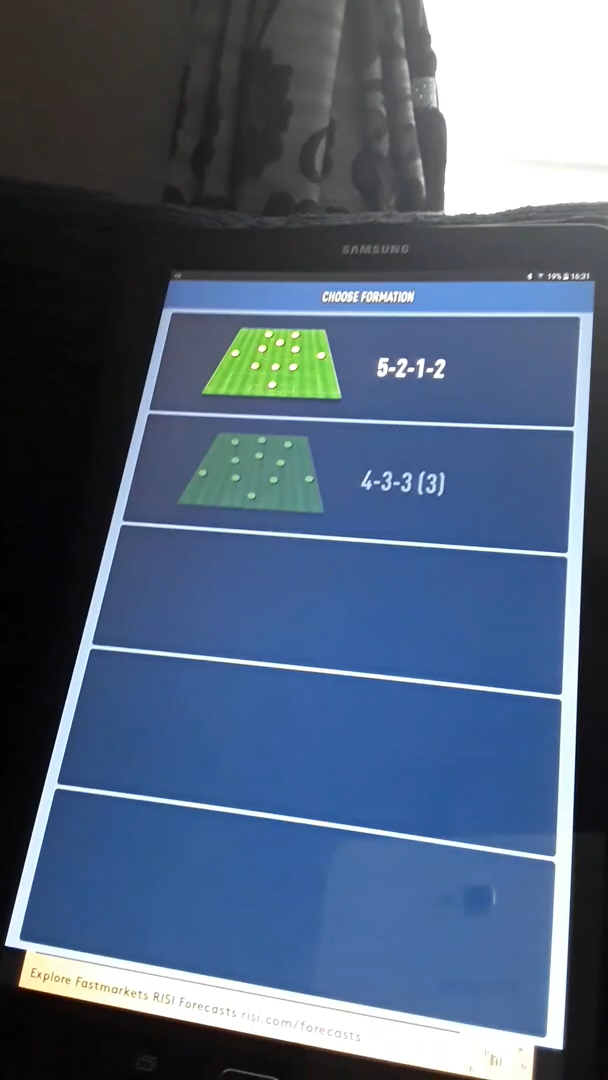 SAMSUNG
19% 16:31
CHOOSE FORMATION
5-2-1-2
4-3-3 (3)
Explore Fastmarkets RISI Forecasts risi.com/forecasts